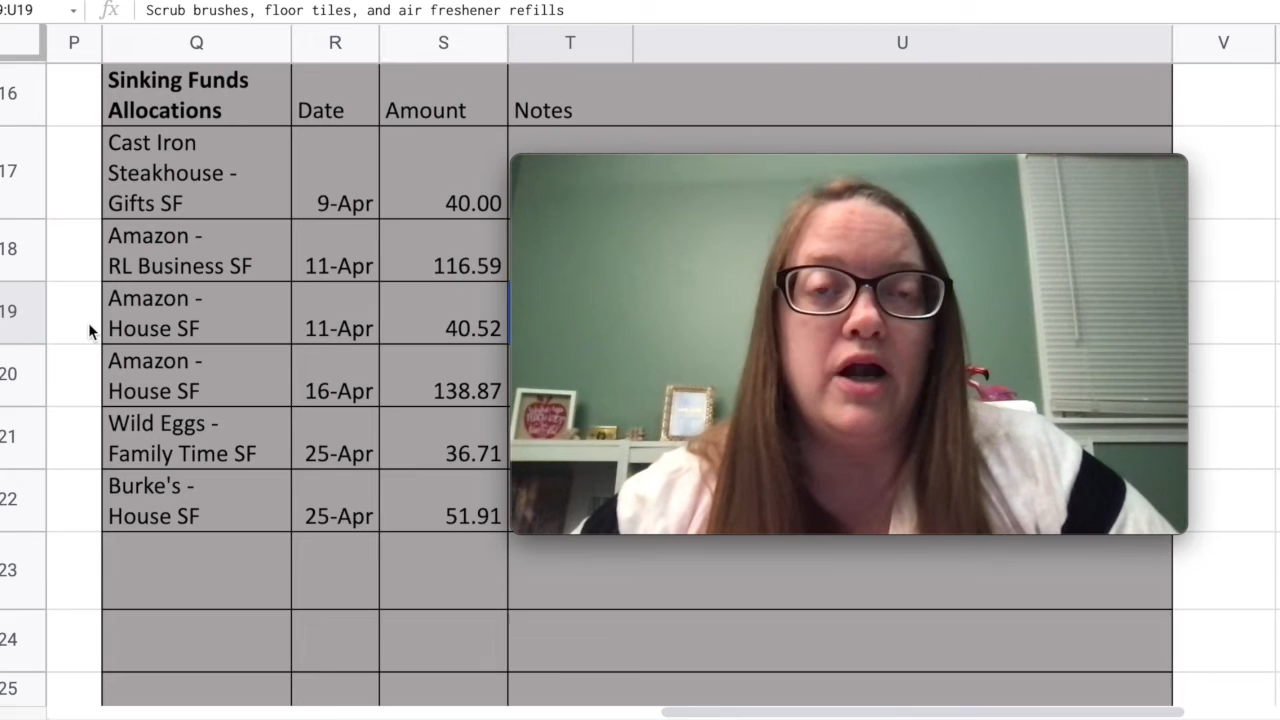 9:U19 fx Scrub brushes, floor tiles, and air freshener refills
P Q R S T U V
16 Sinking Funds
Allocations Date Amount Notes
17 Cast Iron
Steakhouse -
Gifts SF 9-Apr 40.00
18 Amazon -
RL Business SF 11-Apr 116.59
19 Amazon -
House SF 11-Apr 40.52
20 Amazon -
House SF 16-Apr 138.87
21 Wild Eggs -
Family Time SF 25-Apr 36.71
22 Burke's -
House SF 25-Apr 51.91
23
24
25